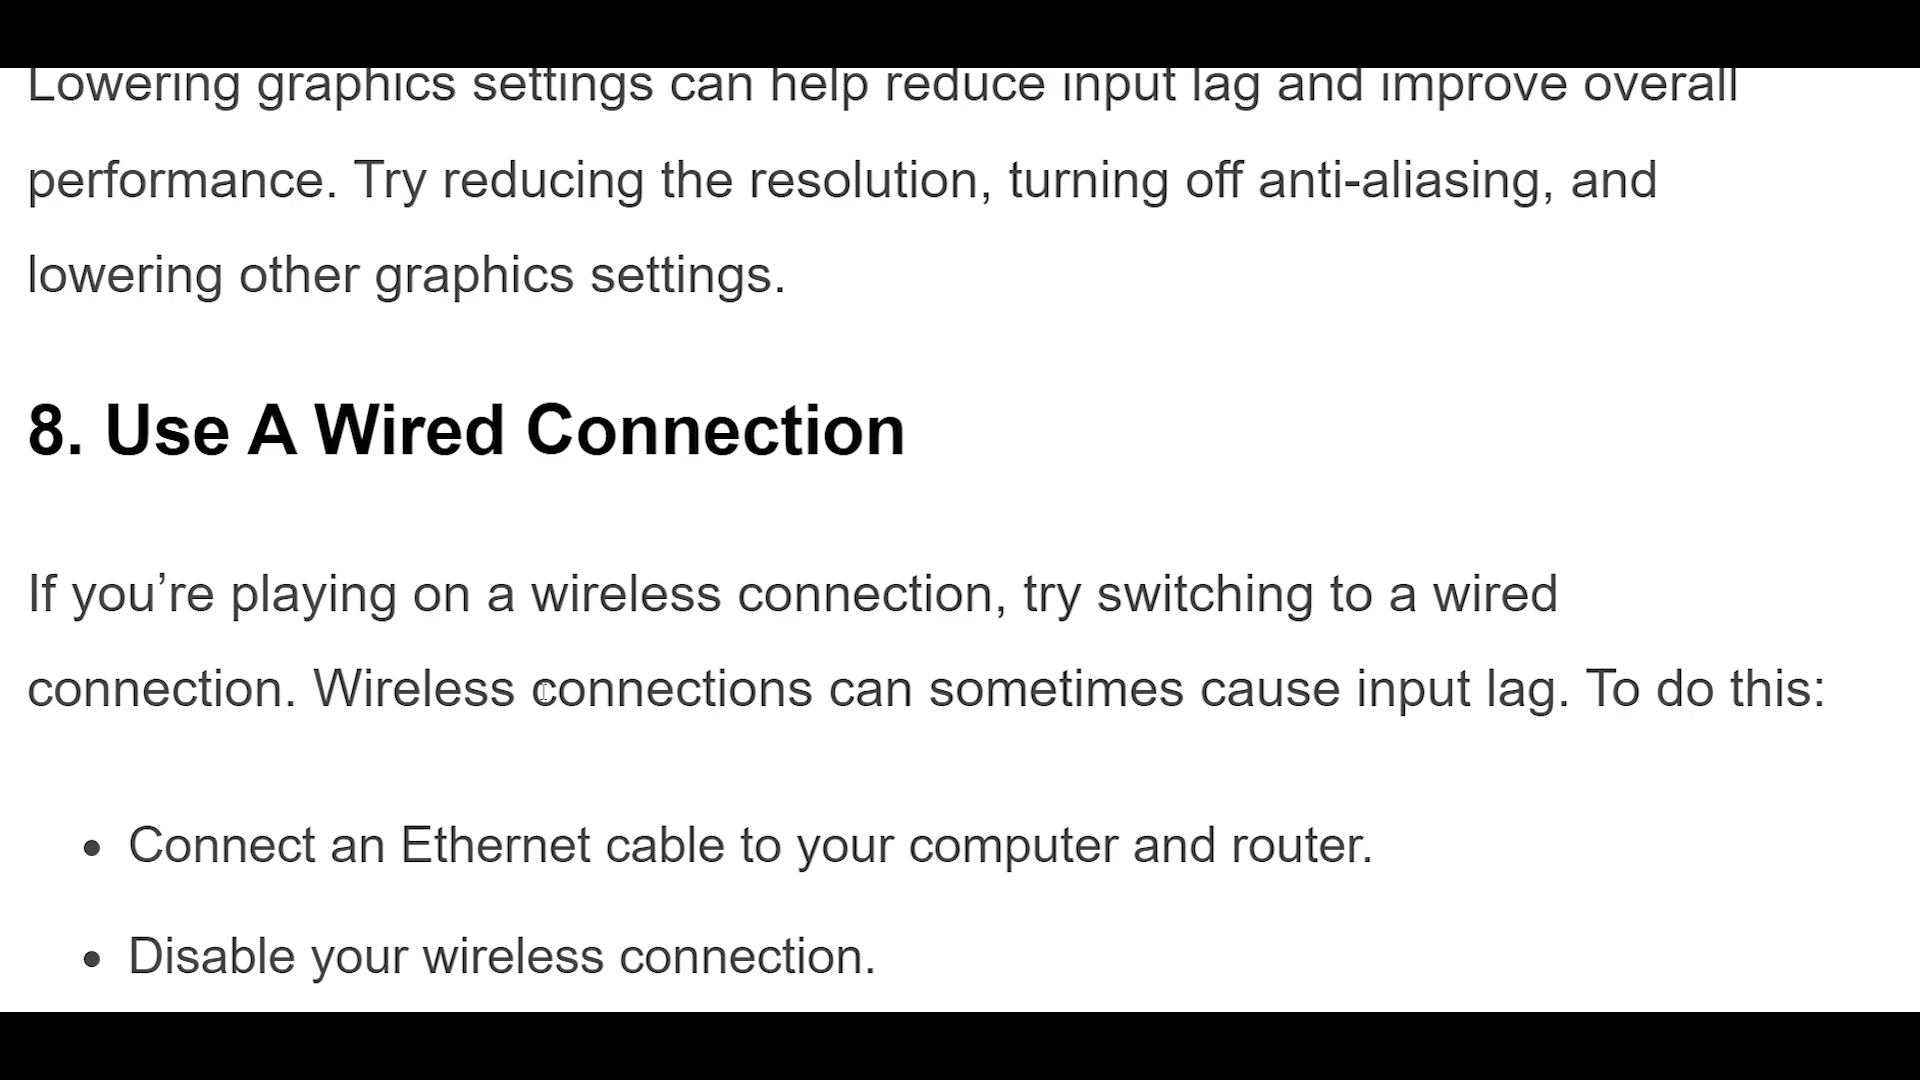 Lowering graphics settings can help reduce input lag and improve overall
performance. Try reducing the resolution, turning off anti-aliasing, and
lowering other graphics settings.
8. Use A Wired Connection
If you’re playing on a wireless connection, try switching to a wired
connection. Wireless connections can sometimes cause input lag. To do this:
• Connect an Ethernet cable to your computer and router.
• Disable your wireless connection.